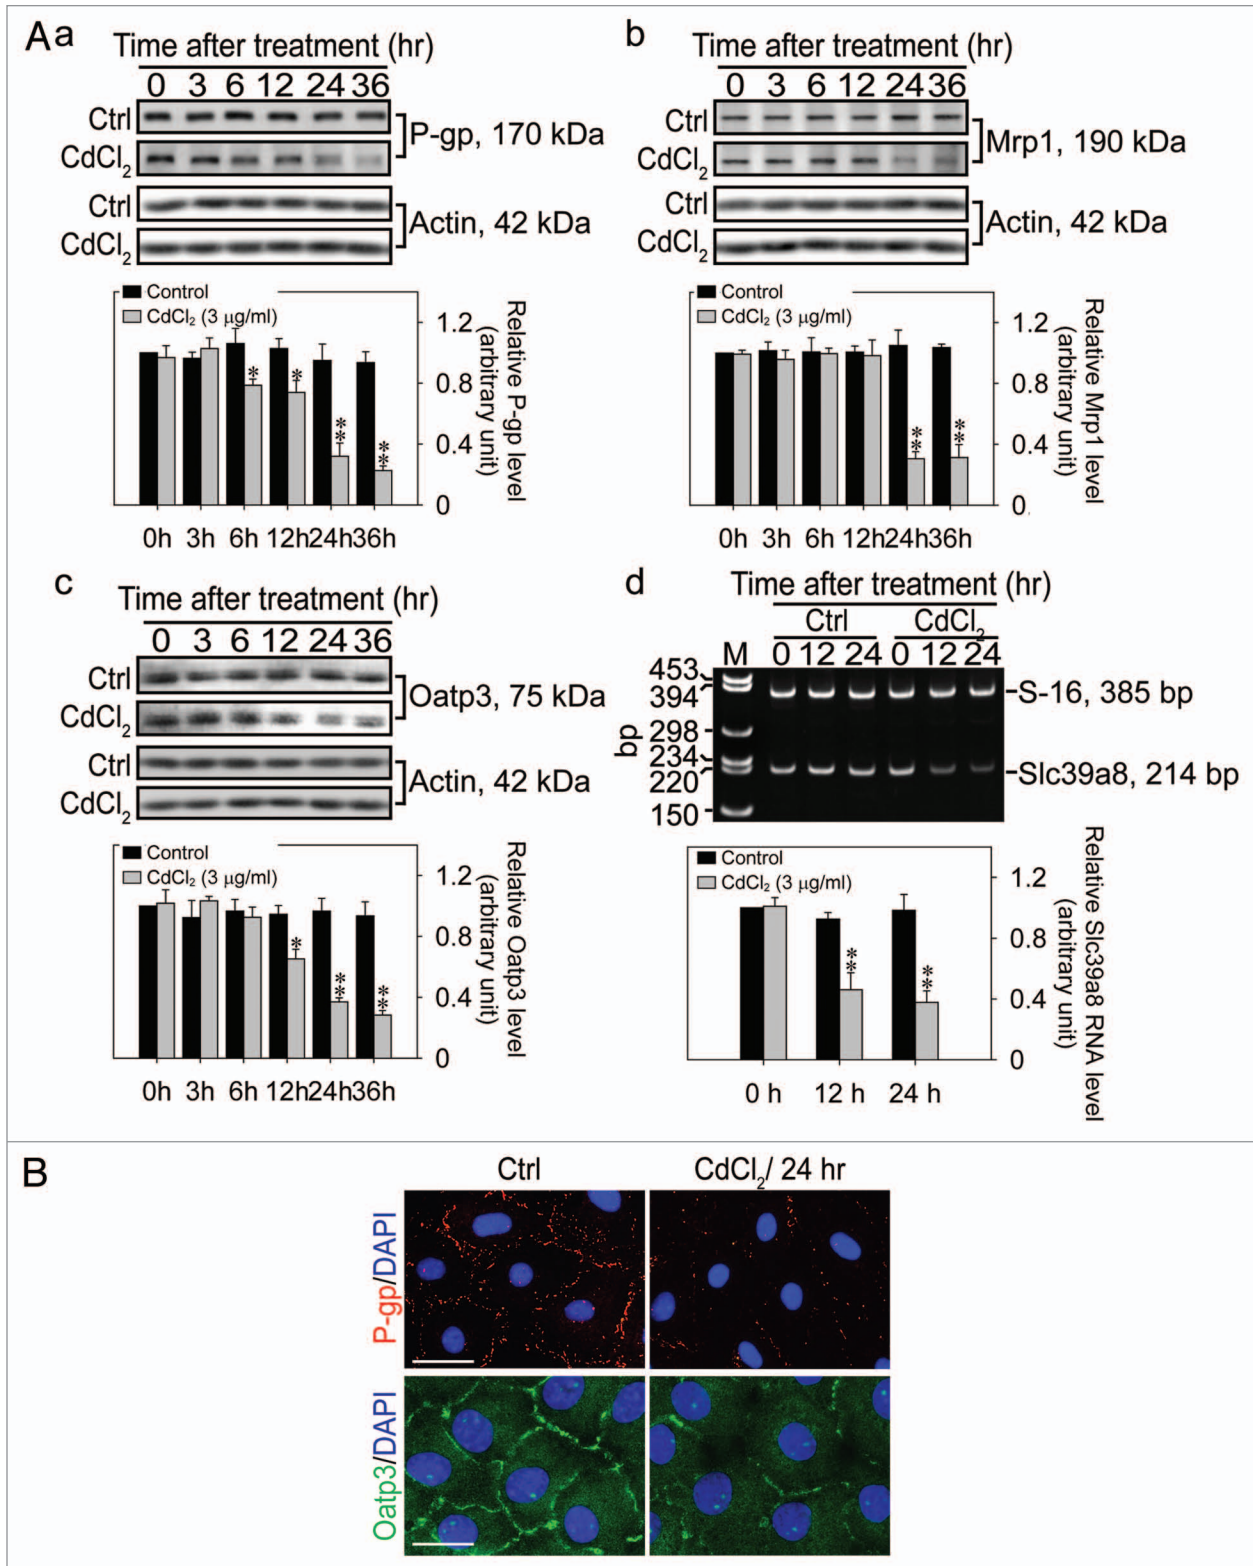 A a
Time after treatment (hr)
0 3 6 12 24 36
Ctrl
CdCl2
P-gp, 170 kDa
Ctrl
CdCl2
Actin, 42 kDa
Control
CdCl2 (3 µg/ml)
* * ** **
1.2
0.8
0.4
0
Relative P-gp level
(arbitrary unit)
0h 3h 6h 12h 24h 36h
b
Time after treatment (hr)
0 3 6 12 24 36
Ctrl
CdCl2
Mrp1, 190 kDa
Ctrl
CdCl2
Actin, 42 kDa
Control
CdCl2 (3 µg/ml)
** **
1.2
0.8
0.4
0
Relative Mrp1 level
(arbitrary unit)
0h 3h 6h 12h 24h 36h
c
Time after treatment (hr)
0 3 6 12 24 36
Ctrl
CdCl2
Oatp3, 75 kDa
Ctrl
CdCl2
Actin, 42 kDa
Control
CdCl2 (3 µg/ml)
* ** **
1.2
0.8
0.4
0
Relative Oatp3 level
(arbitrary unit)
0h 3h 6h 12h 24h 36h
d
Time after treatment (hr)
Ctrl CdCl2
M 0 12 24 0 12 24
453
394
298
234
220
150
bp
S-16, 385 bp
Slc39a8, 214 bp
Control
CdCl2 (3 µg/ml)
** **
1.2
0.8
0.4
0
Relative Slc39a8 RNA level
(arbitrary unit)
0 h 12 h 24 h
B
Ctrl CdCl2/ 24 hr
P-gp/DAPI
Oatp3/DAPI